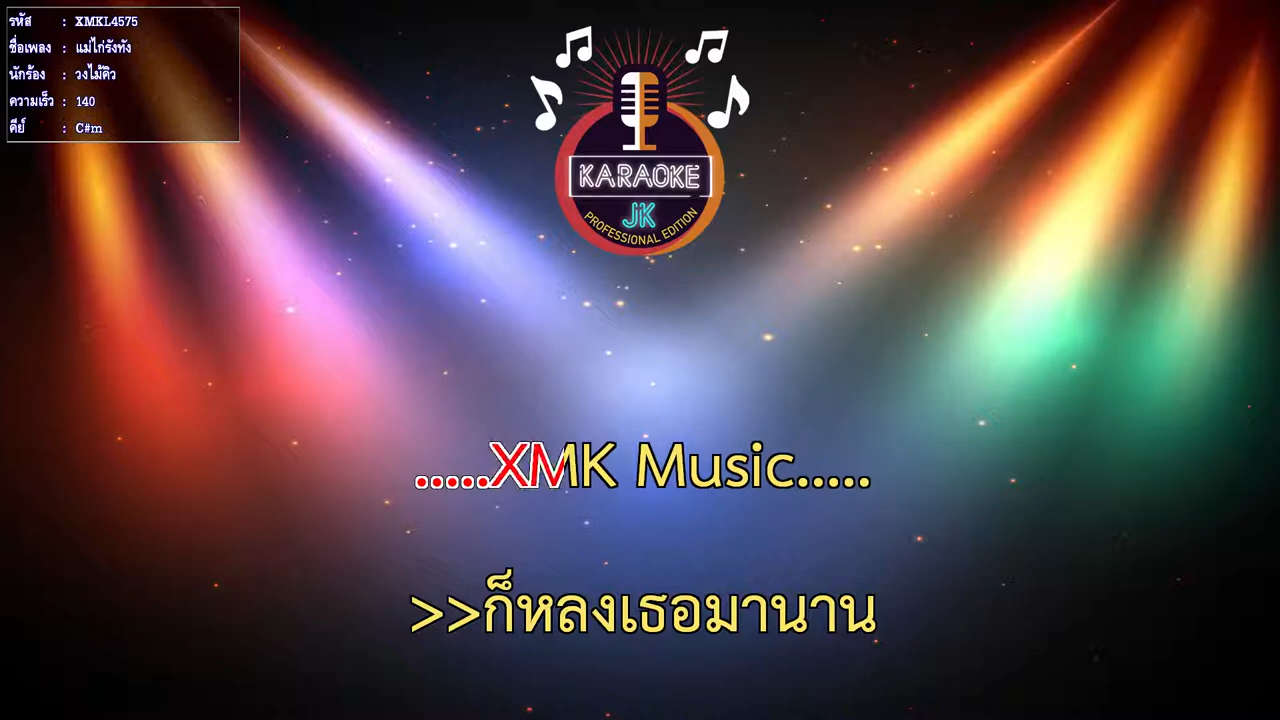 รหัส : XMKL4575
ชื่อเพลง : แม่ไก่รังทัง
นักร้อง : วงไม้คิว
ความเร็ว : 140
คีย์ : C#m
KARAOKE
JK
PROFESSIONAL EDITION
.....XMK Music.....
>>ก็หลงเธอมานาน